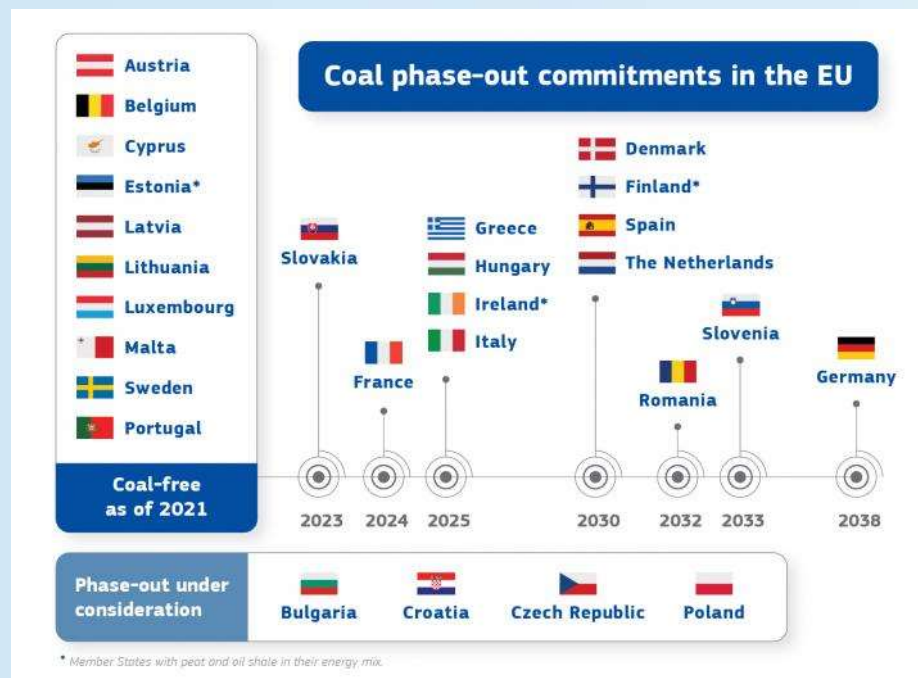 Coal phase-out commitments in the EU
Austria
Belgium
Cyprus
Estonia*
Latvia
Lithuania
Luxembourg
Malta
Sweden
Portugal
Coal-free
as of 2021
Slovakia
2023
France
2024
Greece
Hungary
Ireland*
Italy
2025
Denmark
Finland*
Spain
The Netherlands
2030
Romania
2032
Slovenia
2033
Germany
2038
Phase-out under
consideration
Bulgaria
Croatia
Czech Republic
Poland
* Member States with peat and oil shale in their energy mix.